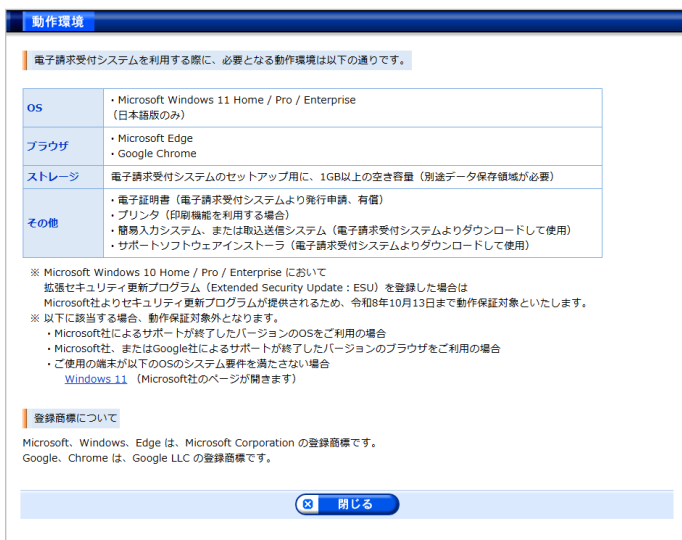 動作環境
電子請求受付システムを利用する際に、必要となる動作環境は以下の通りです。
OS
・Microsoft Windows 11 Home / Pro / Enterprise
（日本語版のみ）
ブラウザ
・Microsoft Edge
・Google Chrome
ストレージ
電子請求受付システムのセットアップ用に、1GB以上の空き容量（別途データ保存領域が必要）
その他
・電子証明書（電子請求受付システムより発行申請、有償）
・プリンタ（印刷機能を利用する場合）
・簡易入力システム、または取込送信システム（電子請求受付システムよりダウンロードして使用）
・サポートソフトウェアインストーラ（電子請求受付システムよりダウンロードして使用）
※ Microsoft Windows 10 Home / Pro / Enterprise において
拡張セキュリティ更新プログラム（Extended Security Update：ESU）を登録した場合は
Microsoft社よりセキュリティ更新プログラムが提供されるため、令和8年10月13日まで動作保証対象といたします。
※ 以下に該当する場合、動作保証対象外となります。
・Microsoft社によるサポートが終了したバージョンのOSをご利用の場合
・Microsoft社、またはGoogle社によるサポートが終了したバージョンのブラウザをご利用の場合
・ご使用の端末が以下のOSのシステム要件を満たさない場合
Windows 11 （Microsoft社のページが開きます）
登録商標について
Microsoft、Windows、Edge は、Microsoft Corporation の登録商標です。
Google、Chrome は、Google LLC の登録商標です。
閉じる